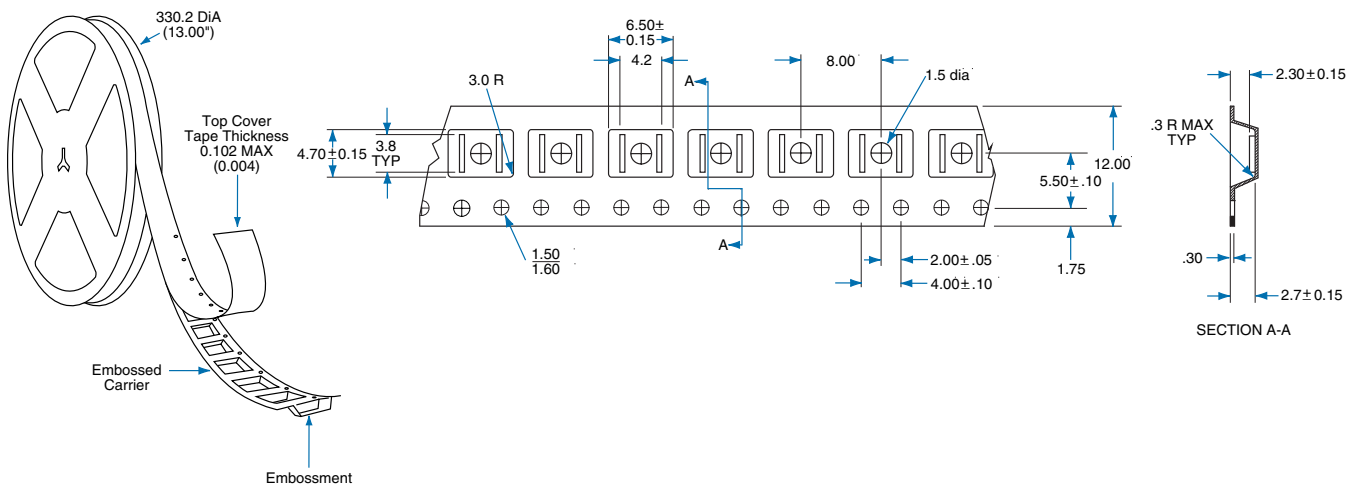 330.2 DiA
(13.00")
Top Cover
Tape Thickness
0.102 MAX
(0.004)
Embossed
Carrier
Embossment
6.50±
0.15
4.2
3.0 R
A
8.00
1.5 dia
4.70±0.15
3.8
TYP
12.00
5.50±.10
A
1.50
1.60
2.00±.05
4.00±.10
1.75
2.30±0.15
.3 R MAX
TYP
.30
2.7±0.15
SECTION A-A